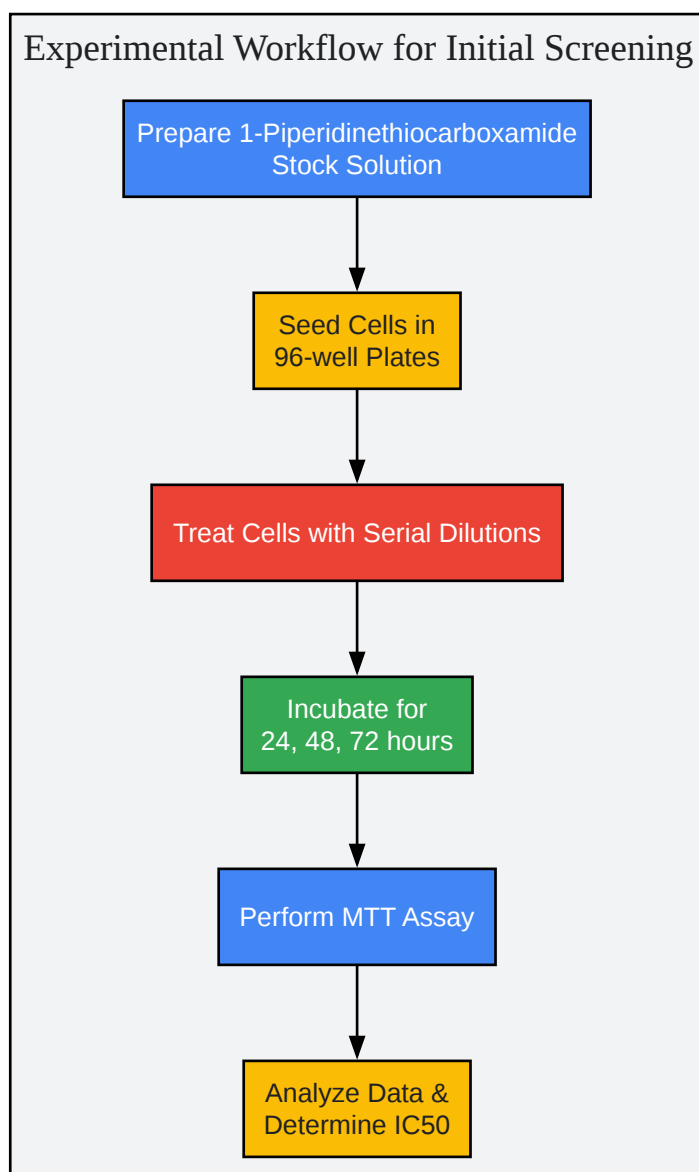 Experimental Workflow for Initial Screening
Prepare 1-Piperidinethiocarboxamide
Stock Solution
Seed Cells in
96-well Plates
Treat Cells with Serial Dilutions
Incubate for
24, 48, 72 hours
Perform MTT Assay
Analyze Data &
Determine IC50